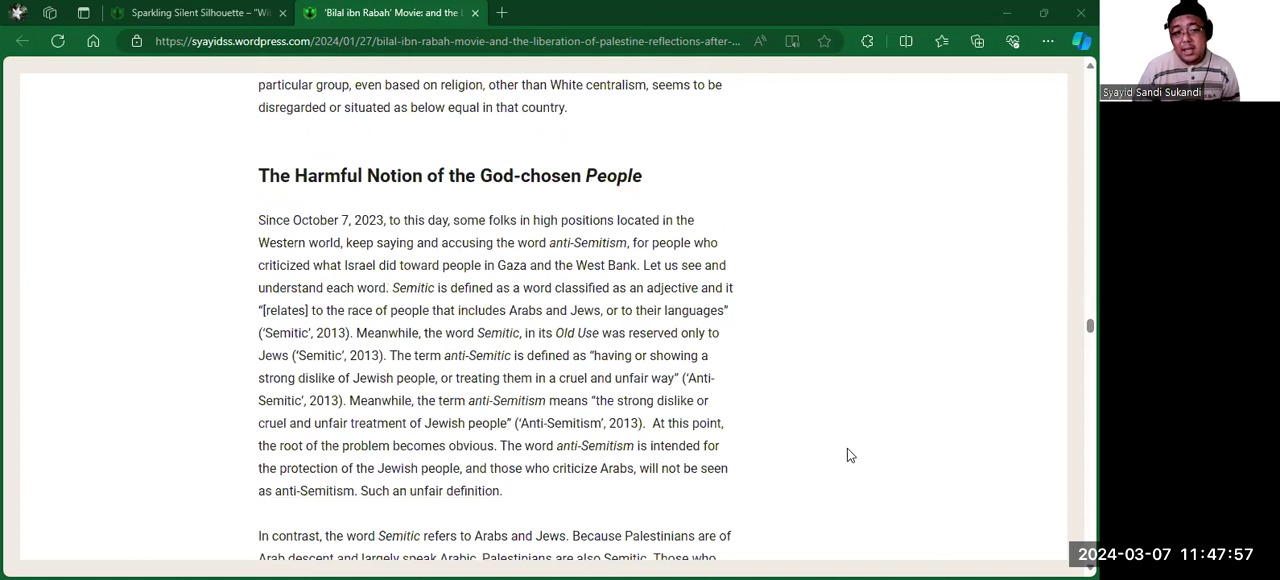 Sparkling Silent Silhouette – "Wi
'Bilal ibn Rabah' Movie: and the L
https://syayidss.wordpress.com/2024/01/27/bilal-ibn-rabah-movie-and-the-liberation-of-palestine-reflections-after-...
Syayid Sandi Sukandi
particular group, even based on religion, other than White centralism, seems to be
disregarded or situated as below equal in that country.
The Harmful Notion of the God-chosen People
Since October 7, 2023, to this day, some folks in high positions located in the
Western world, keep saying and accusing the word anti-Semitism, for people who
criticized what Israel did toward people in Gaza and the West Bank. Let us see and
understand each word. Semitic is defined as a word classified as an adjective and it
“[relates] to the race of people that includes Arabs and Jews, or to their languages”
(‘Semitic’, 2013). Meanwhile, the word Semitic, in its Old Use was reserved only to
Jews (‘Semitic’, 2013). The term anti-Semitic is defined as “having or showing a
strong dislike of Jewish people, or treating them in a cruel and unfair way” (‘Anti-
Semitic’, 2013). Meanwhile, the term anti-Semitism means “the strong dislike or
cruel and unfair treatment of Jewish people” (‘Anti-Semitism’, 2013). At this point,
the root of the problem becomes obvious. The word anti-Semitism is intended for
the protection of the Jewish people, and those who criticize Arabs, will not be seen
as anti-Semitism. Such an unfair definition.
In contrast, the word Semitic refers to Arabs and Jews. Because Palestinians are of
Arab descent and largely speak Arabic, Palestinians are also Semitic. Those who
2024-03-07 11:47:57